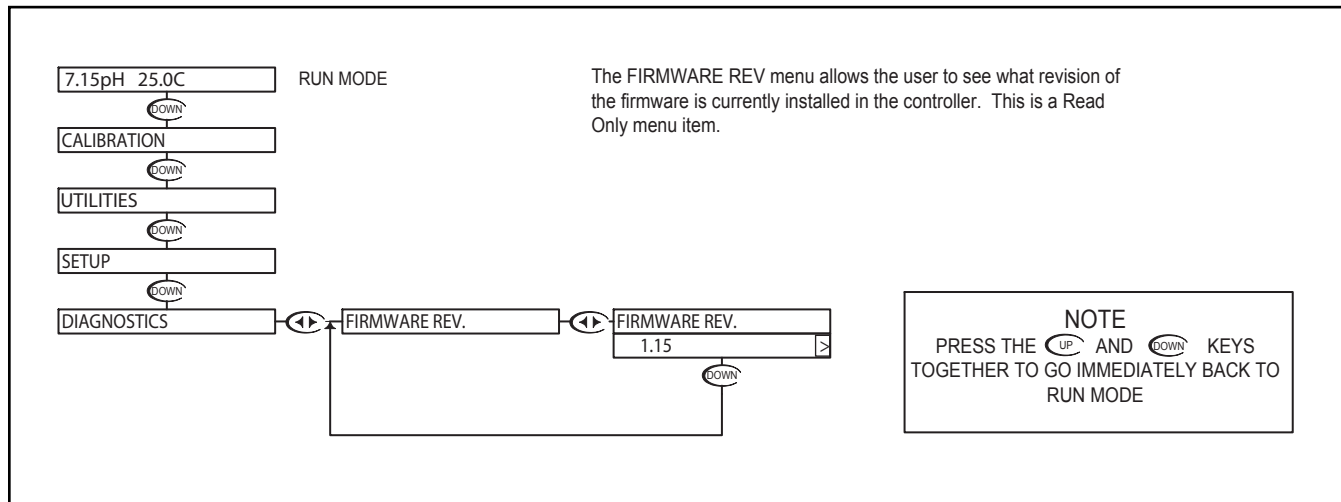 7.15pH 25.0C
RUN MODE
DOWN
CALIBRATION
DOWN
UTILITIES
DOWN
SETUP
DOWN
DIAGNOSTICS
FIRMWARE REV.
FIRMWARE REV.
1.15 >
DOWN
The FIRMWARE REV menu allows the user to see what revision of
the firmware is currently installed in the controller. This is a Read
Only menu item.
NOTE
PRESS THE UP AND DOWN KEYS
TOGETHER TO GO IMMEDIATELY BACK TO
RUN MODE